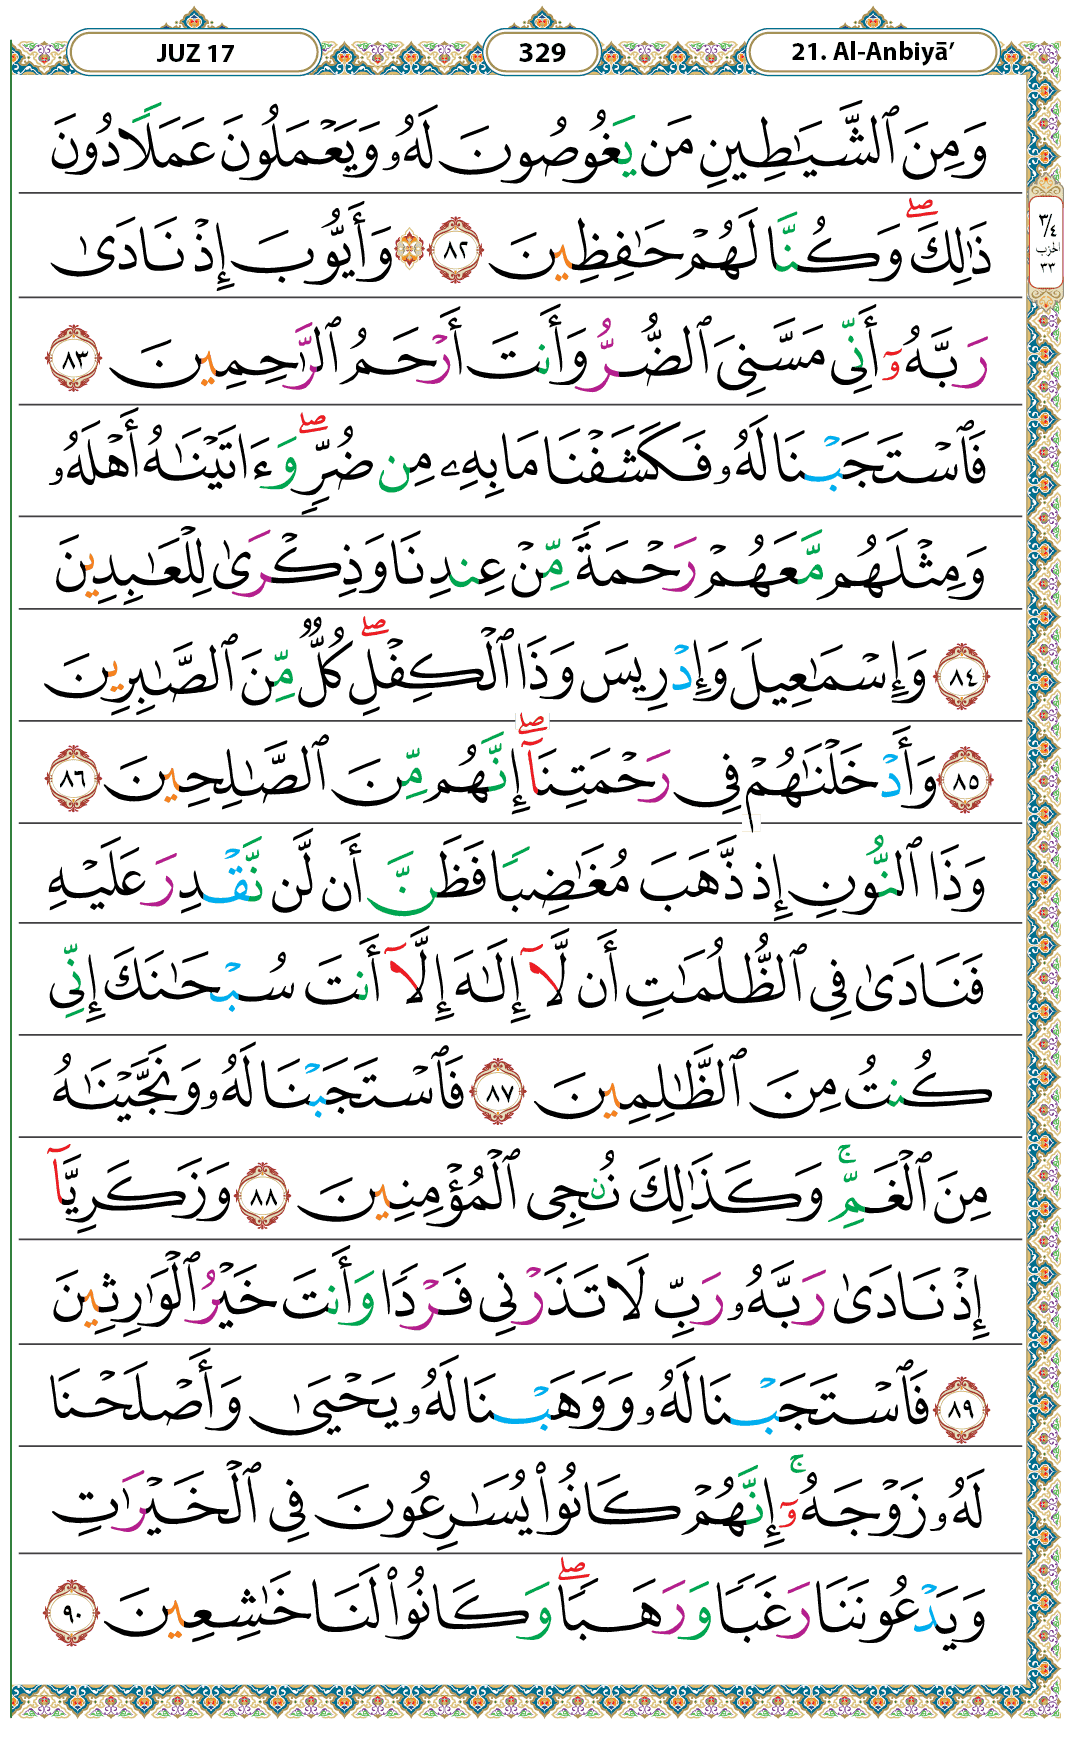 JUZ 17
329
21. Al-Anbiyā’
وَمِنَ ٱلشَّيَٰطِينِ مَن يَغُوصُونَ لَهُۥ وَيَعْمَلُونَ عَمَلًا دُونَ
ذَٰلِكَ ۖ وَكُنَّا لَهُمْ حَٰفِظِينَ ٨٢ ۞ وَأَيُّوبَ إِذْ نَادَىٰ
٣/٤
الحزب
٣٣
رَبَّهُۥٓ أَنِّى مَسَّنِىَ ٱلضُّرُّ وَأَنتَ أَرْحَمُ ٱلرَّٰحِمِينَ ٨٣
فَٱسْتَجَبْنَا لَهُۥ فَكَشَفْنَا مَا بِهِۦ مِن ضُرٍّ ۖ وَءَاتَيْنَٰهُ أَهْلَهُۥ
وَمِثْلَهُم مَّعَهُمْ رَحْمَةً مِّنْ عِندِنَا وَذِكْرَىٰ لِلْعَٰبِدِينَ
٨٤ وَإِسْمَٰعِيلَ وَإِدْرِيسَ وَذَا ٱلْكِفْلِ ۖ كُلٌّ مِّنَ ٱلصَّٰبِرِينَ
٨٥ وَأَدْخَلْنَٰهُمْ فِى رَحْمَتِنَآ ۖ إِنَّهُم مِّنَ ٱلصَّٰلِحِينَ ٨٦
وَذَا ٱلنُّونِ إِذ ذَّهَبَ مُغَٰضِبًا فَظَنَّ أَن لَّن نَّقْدِرَ عَلَيْهِ
فَنَادَىٰ فِى ٱلظُّلُمَٰتِ أَن لَّآ إِلَٰهَ إِلَّآ أَنتَ سُبْحَٰنَكَ إِنِّى
كُنتُ مِنَ ٱلظَّٰلِمِينَ ٨٧ فَٱسْتَجَبْنَا لَهُۥ وَنَجَّيْنَٰهُ
مِنَ ٱلْغَمِّ ۚ وَكَذَٰلِكَ نُۨجِى ٱلْمُؤْمِنِينَ ٨٨ وَزَكَرِيَّآ
إِذْ نَادَىٰ رَبَّهُۥ رَبِّ لَا تَذَرْنِى فَرْدًا وَأَنتَ خَيْرُ ٱلْوَٰرِثِينَ
٨٩ فَٱسْتَجَبْنَا لَهُۥ وَوَهَبْنَا لَهُۥ يَحْيَىٰ وَأَصْلَحْنَا
لَهُۥ زَوْجَهُۥٓ ۚ إِنَّهُمْ كَانُوا۟ يُسَٰرِعُونَ فِى ٱلْخَيْرَٰتِ
وَيَدْعُونَنَا رَغَبًا وَرَهَبًا ۖ وَكَانُوا۟ لَنَا خَٰشِعِينَ ٩٠